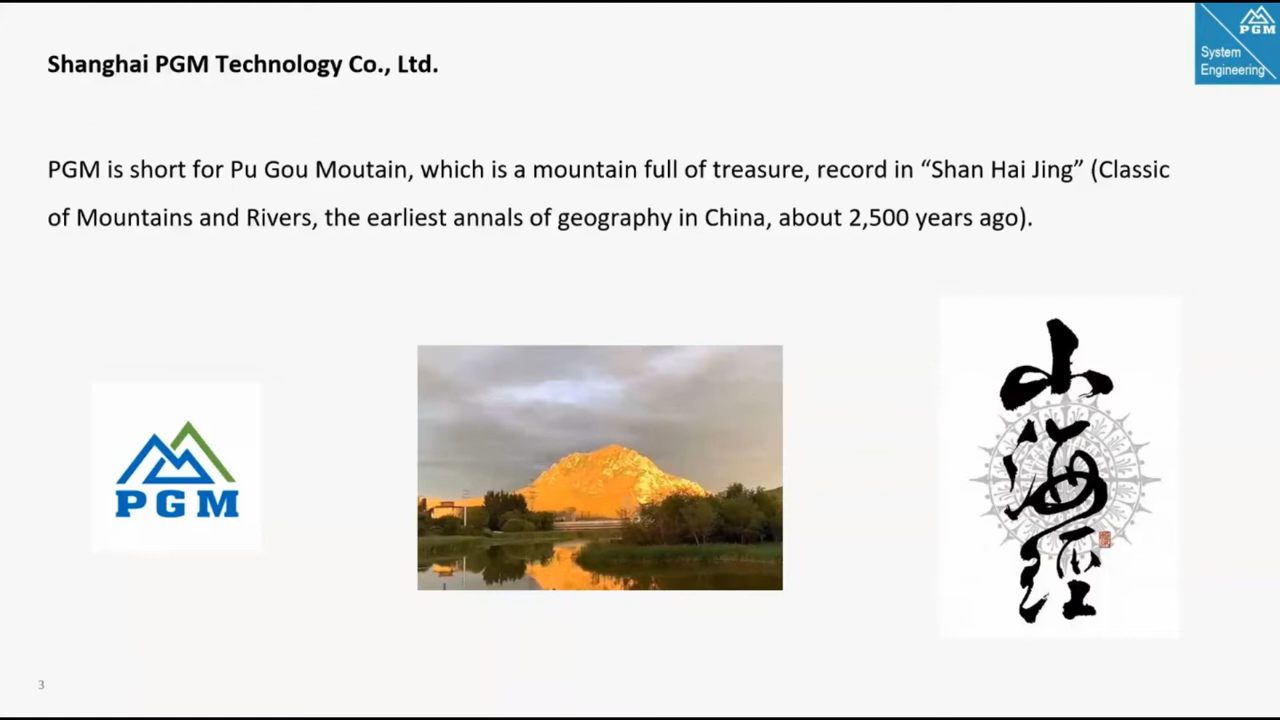 Shanghai PGM Technology Co., Ltd.
PGM
System
Engineering
PGM is short for Pu Gou Moutain, which is a mountain full of treasure, record in “Shan Hai Jing” (Classic
of Mountains and Rivers, the earliest annals of geography in China, about 2,500 years ago).
PGM
山
海
經
3